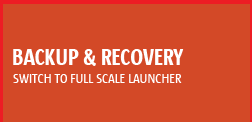 BACKUP & RECOVERY
SWITCH TO FULL SCALE LAUNCHER